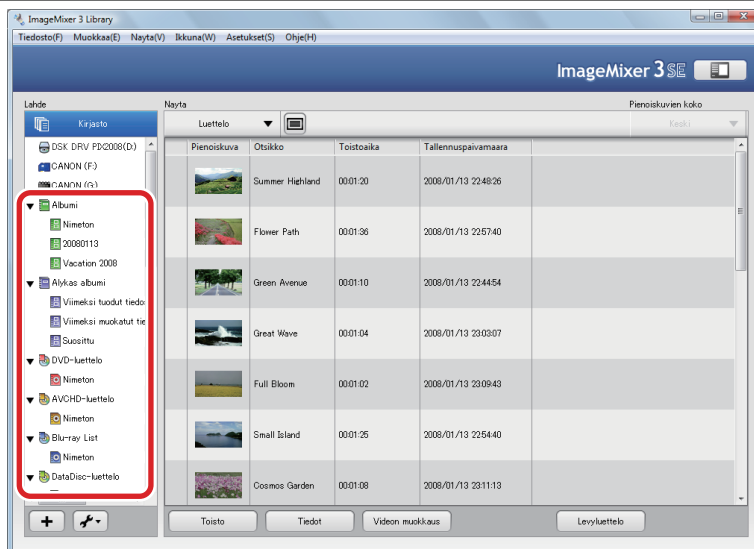 ImageMixer 3 Library
Tiedosto(F) Muokkaa(E) Nayta(V) Ikkuna(W) Asetukset(S) Ohje(H)
ImageMixer 3 SE
Lahde Nayta Pienoiskuvien koko
Kirjasto Luettelo Keski
DSK DRV PIX2008(D:) Pienoiskuva Otsikko Toistoaika Tallennuspaivamaara
CANON (F:)
CANON (G:)
Summer Highland 00:01:20 2008/01/13 22:48:26
Albumi
Nimeton
Flower Path 00:01:36 2008/01/13 22:57:40
20080113
Vacation 2008
Alykas albumi Green Avenue 00:01:10 2008/01/13 22:44:54
Viimeksi tuodut tiedo
Viimeksi muokatut tie
Great Wave 00:01:04 2008/01/13 23:03:07
Suosittu
DVD-luettelo
Nimeton Full Bloom 00:01:02 2008/01/13 23:09:43
AVCHD-luettelo
Nimeton
Blu-ray List Small Island 00:01:25 2008/01/13 22:54:40
Nimeton
DataDisc-luettelo Cosmos Garden 00:01:08 2008/01/13 23:11:13
Toisto Tiedot Videon muokkaus Levyluettelo